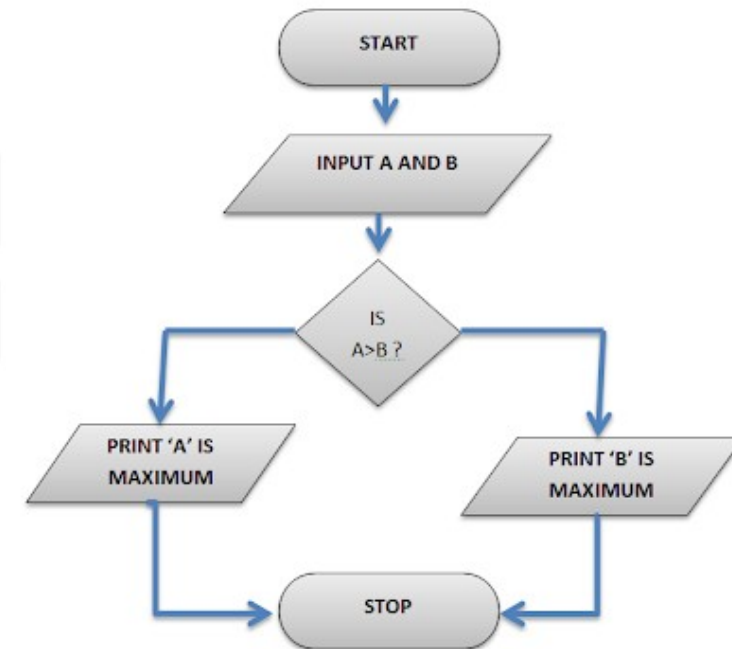 START
INPUT A AND B
IS
A>B ?
PRINT ‘A’ IS
MAXIMUM
PRINT ‘B’ IS
MAXIMUM
STOP